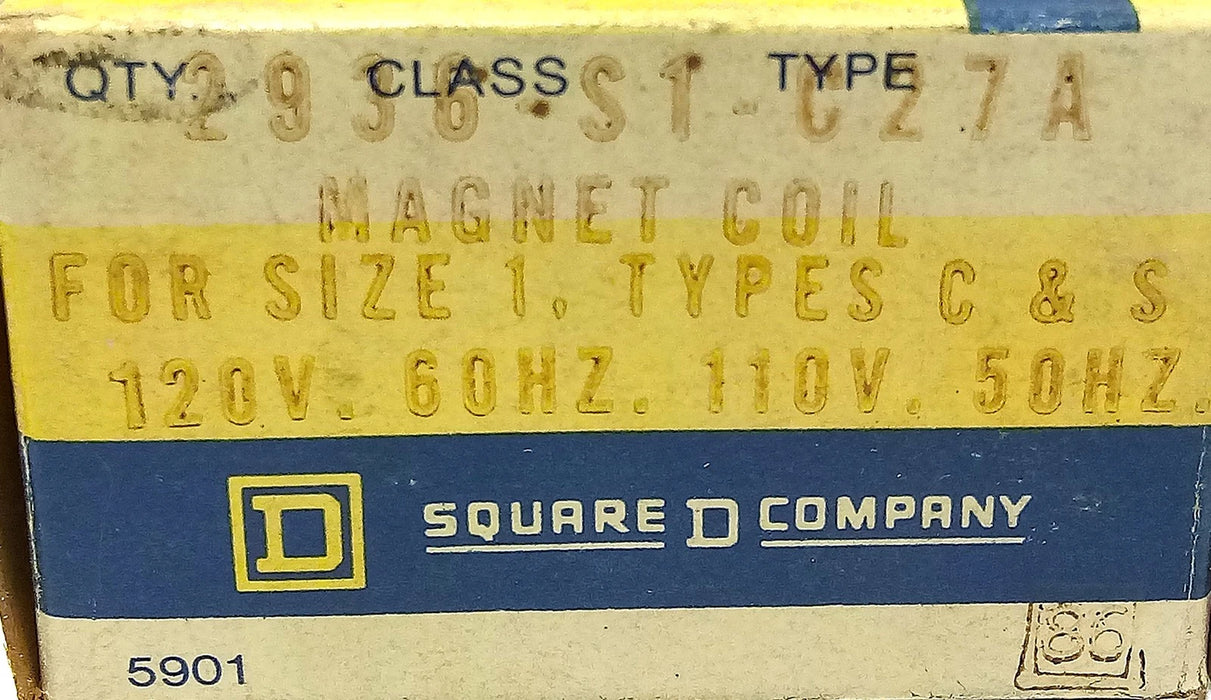 QTY. CLASS TYPE
2936-S1-C27A
MAGNET COIL
FOR SIZE 1, TYPES C & S
120V. 60HZ. 110V. 50HZ.
D SQUARE D COMPANY
5901
86